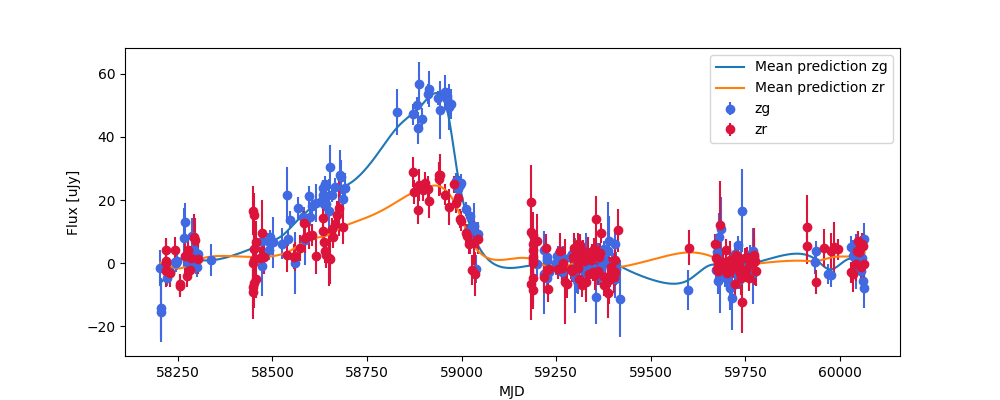 Mean prediction zg
Mean prediction zr
zg
zr
60
40
20
0
−20
Flux [uJy]
58250 58500 58750 59000 59250 59500 59750 60000
MJD